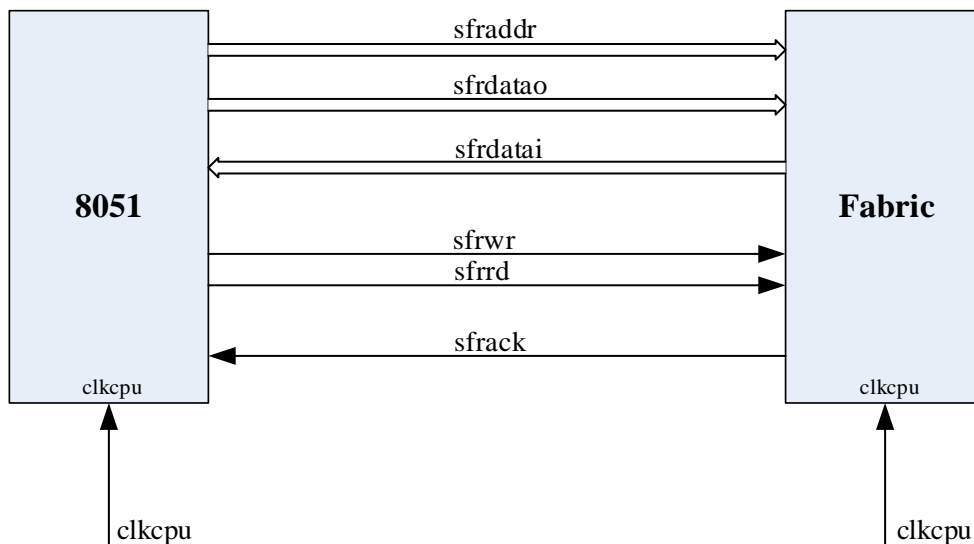 sfraddr
sfrdatao
sfrdatai
8051
Fabric
sfrwr
sfrrd
sfrack
clkcpu
clkcpu
clkcpu
clkcpu